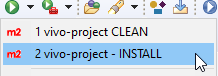 m2 1 vivo-project CLEAN
m2 2 vivo-project - INSTALL